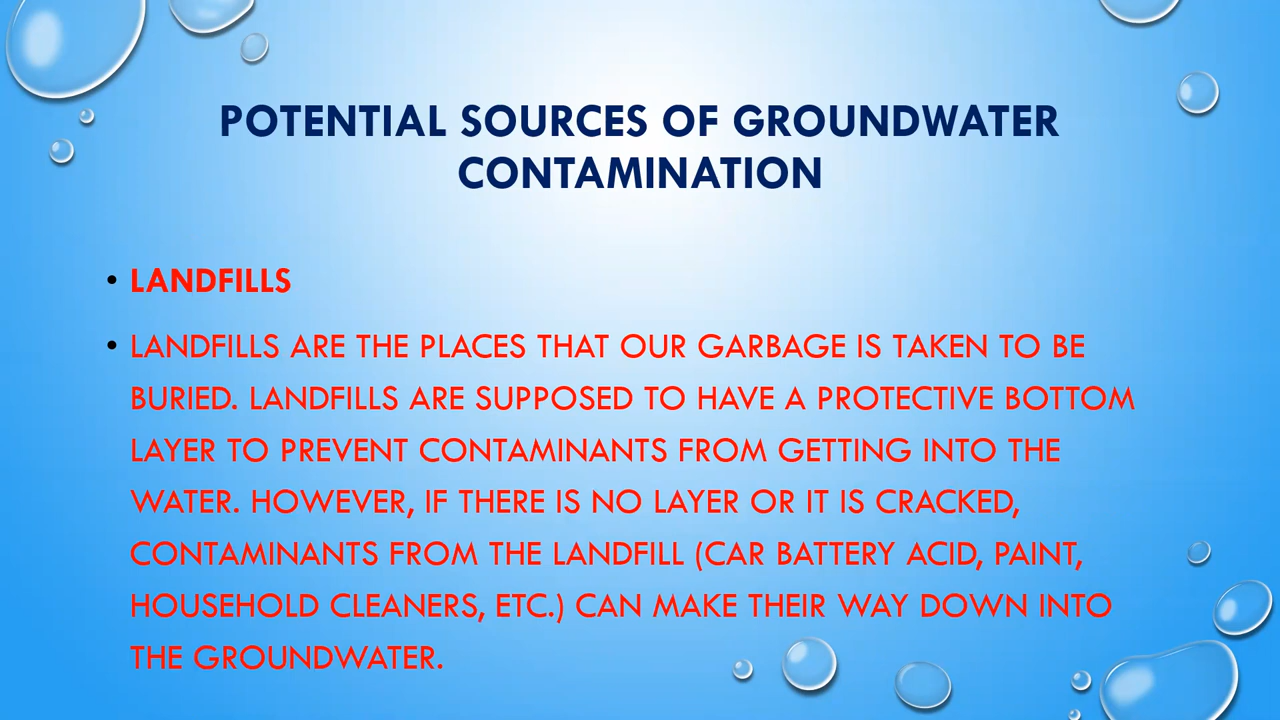 POTENTIAL SOURCES OF GROUNDWATER
CONTAMINATION
• LANDFILLS
• LANDFILLS ARE THE PLACES THAT OUR GARBAGE IS TAKEN TO BE
BURIED. LANDFILLS ARE SUPPOSED TO HAVE A PROTECTIVE BOTTOM
LAYER TO PREVENT CONTAMINANTS FROM GETTING INTO THE
WATER. HOWEVER, IF THERE IS NO LAYER OR IT IS CRACKED,
CONTAMINANTS FROM THE LANDFILL (CAR BATTERY ACID, PAINT,
HOUSEHOLD CLEANERS, ETC.) CAN MAKE THEIR WAY DOWN INTO
THE GROUNDWATER.